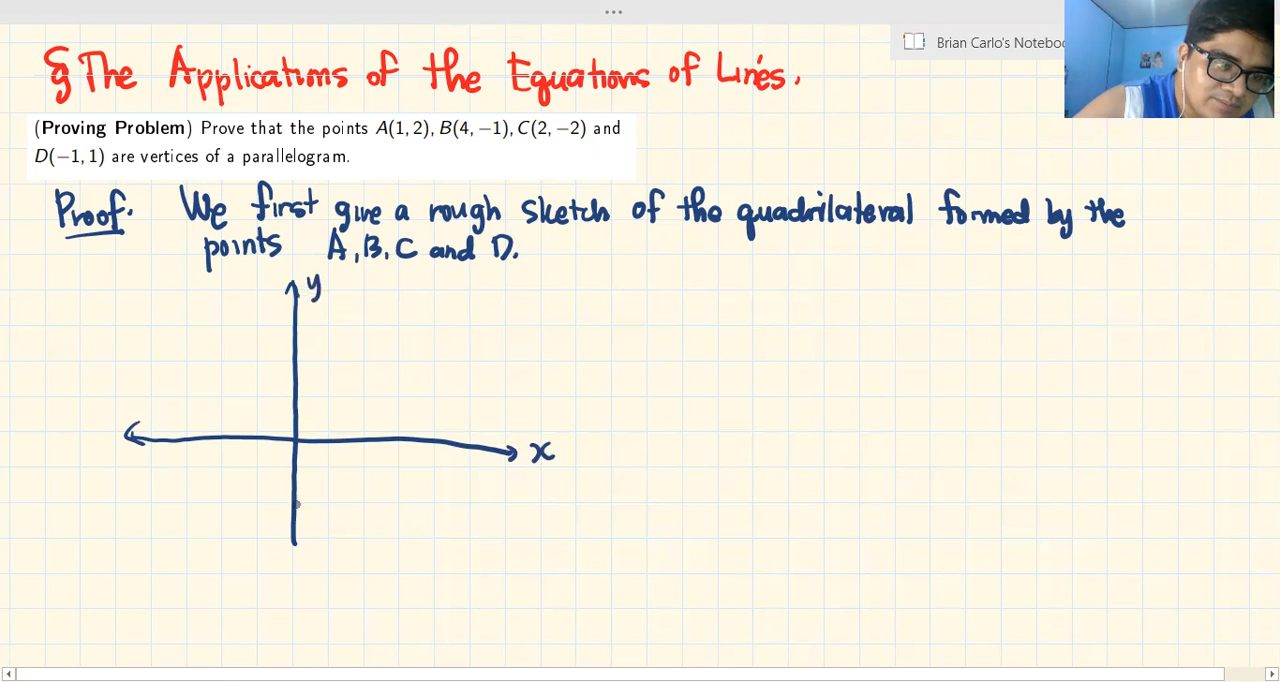 Brian Carlo's Noteboo
§ The Applications of the Equations of Lines.
(Proving Problem) Prove that the points A(1, 2), B(4, −1), C(2, −2) and
D(−1, 1) are vertices of a parallelogram.
Proof. We first give a rough sketch of the quadrilateral formed by the
points A, B, C and D.
y
x